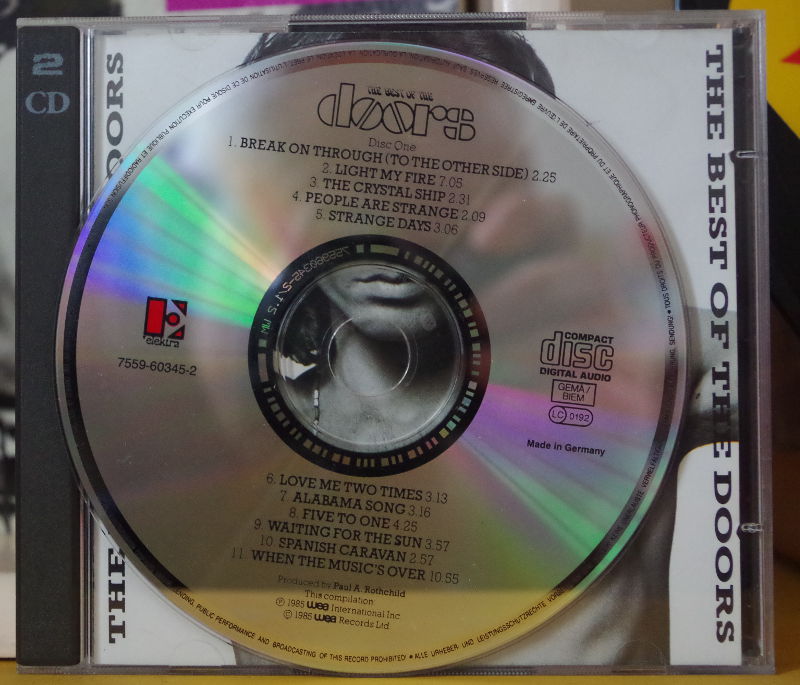 2
CD
THE BEST OF THE DOORS
THE
DOORS
THE BEST OF THE
doors
Disc One
1. BREAK ON THROUGH (TO THE OTHER SIDE) 2.25
2. LIGHT MY FIRE 7.05
3. THE CRYSTAL SHIP 2.31
4. PEOPLE ARE STRANGE 2.09
5. STRANGE DAYS 3.06
755960345-2/1.2
elektra
7559-60345-2
COMPACT
disc
DIGITAL AUDIO
GEMA/
BIEM
LC 0192
Made in Germany
6. LOVE ME TWO TIMES 3.13
7. ALABAMA SONG 3.16
8. FIVE TO ONE 4.25
9. WAITING FOR THE SUN 3.57
10. SPANISH CARAVAN 2.57
11. WHEN THE MUSIC'S OVER 10.55
Produced by Paul A. Rothchild
This compilation
℗ 1985 wea International Inc
© 1985 wea Records Ltd.
PUBLIC PERFORMANCE AND BROADCASTING OF THIS RECORD PROHIBITED! • ALLE URHEBER- UND LEISTUNGSSCHUTZRECHTE